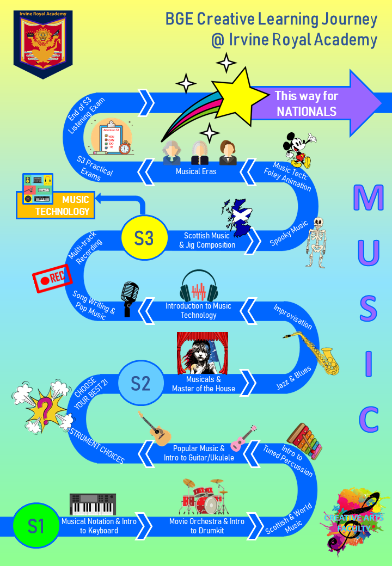 Irvine Royal Academy
BGE Creative Learning Journey
@ Irvine Royal Academy
This way for
NATIONALS
End of S3
Listening Exam
S3 Practical
Exams
Musical Eras
Music Tech:
Foley Animation
MUSIC
TECHNOLOGY
S3
Scottish Music
& Jig Composition
Spooky Music
Multi-track
Recording
REC
Song Writing &
Pop Music
Introduction to Music
Technology
Improvisation
S2
Musicals &
Master of the House
Jazz & Blues
CHOOSE
YOUR BEST 2!
INSTRUMENT CHOICES
Popular Music &
Intro to Guitar/Ukulele
Intro to
Tuned Percussion
S1
Musical Notation & Intro
to Keyboard
Movie Orchestra & Intro
to Drumkit
Scottish & World
Music
MUSIC
CREATIVE ARTS
FACULTY